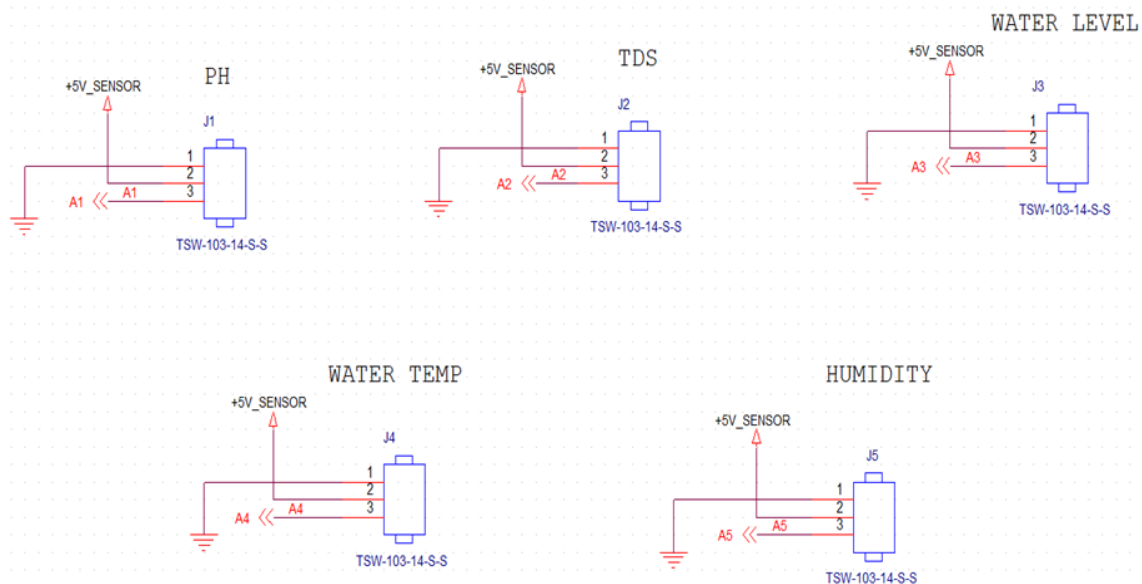 PH
+5V_SENSOR
J1
1
2
3
A1
A1
TSW-103-14-S-S
TDS
+5V_SENSOR
J2
1
2
3
A2
A2
TSW-103-14-S-S
WATER LEVEL
+5V_SENSOR
J3
1
2
3
A3
A3
TSW-103-14-S-S
WATER TEMP
+5V_SENSOR
J4
1
2
3
A4
A4
TSW-103-14-S-S
HUMIDITY
+5V_SENSOR
J5
1
2
3
A5
A5
TSW-103-14-S-S